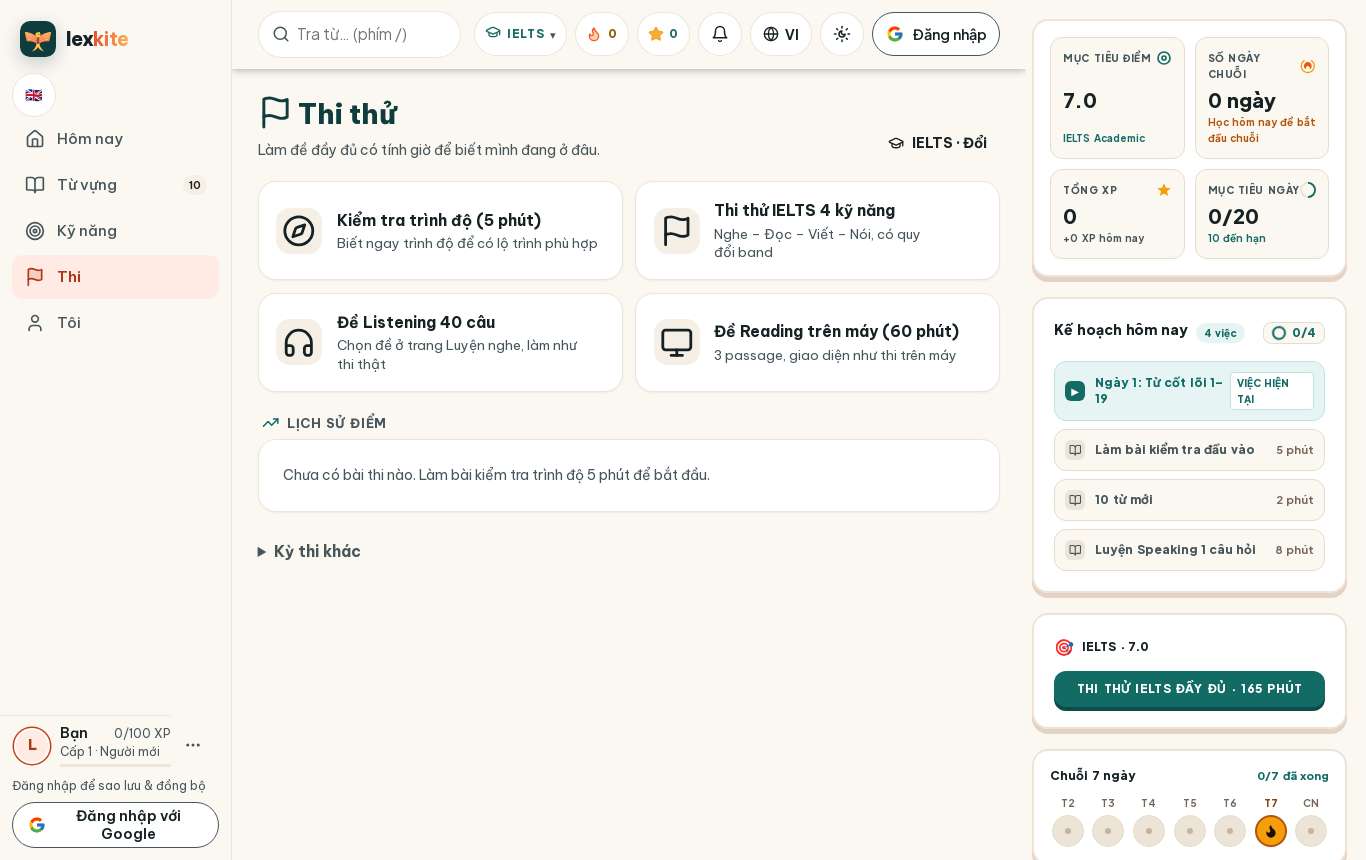 lexkite
Hôm nay
Từ vựng
10
Kỹ năng
Thi
Tôi
L
Bạn
0/100 XP
Cấp 1 · Người mới
Đăng nhập để sao lưu & đồng bộ
Đăng nhập với
Google
Tra từ... (phím /)
IELTS ▾
0
0
VI
Đăng nhập
Thi thử
Làm đề đầy đủ có tính giờ để biết mình đang ở đâu.
IELTS · Đổi
Kiểm tra trình độ (5 phút)
Biết ngay trình độ để có lộ trình phù hợp
Thi thử IELTS 4 kỹ năng
Nghe – Đọc – Viết – Nói, có quy
đổi band
Đề Listening 40 câu
Chọn đề ở trang Luyện nghe, làm như
thi thật
Đề Reading trên máy (60 phút)
3 passage, giao diện như thi trên máy
LỊCH SỬ ĐIỂM
Chưa có bài thi nào. Làm bài kiểm tra trình độ 5 phút để bắt đầu.
Kỳ thi khác
MỤC TIÊU ĐIỂM
7.0
IELTS Academic
SỐ NGÀY
CHUỖI
0 ngày
Học hôm nay để bắt
đầu chuỗi
TỔNG XP
0
+0 XP hôm nay
MỤC TIÊU NGÀY
0/20
10 đến hạn
Kế hoạch hôm nay
4 việc
0/4
Ngày 1: Từ cốt lõi 1–
19
VIỆC HIỆN
TẠI
Làm bài kiểm tra đầu vào
5 phút
10 từ mới
2 phút
Luyện Speaking 1 câu hỏi
8 phút
IELTS · 7.0
THI THỬ IELTS ĐẦY ĐỦ · 165 PHÚT
Chuỗi 7 ngày
0/7 đã xong
T2 T3 T4 T5 T6 T7 CN